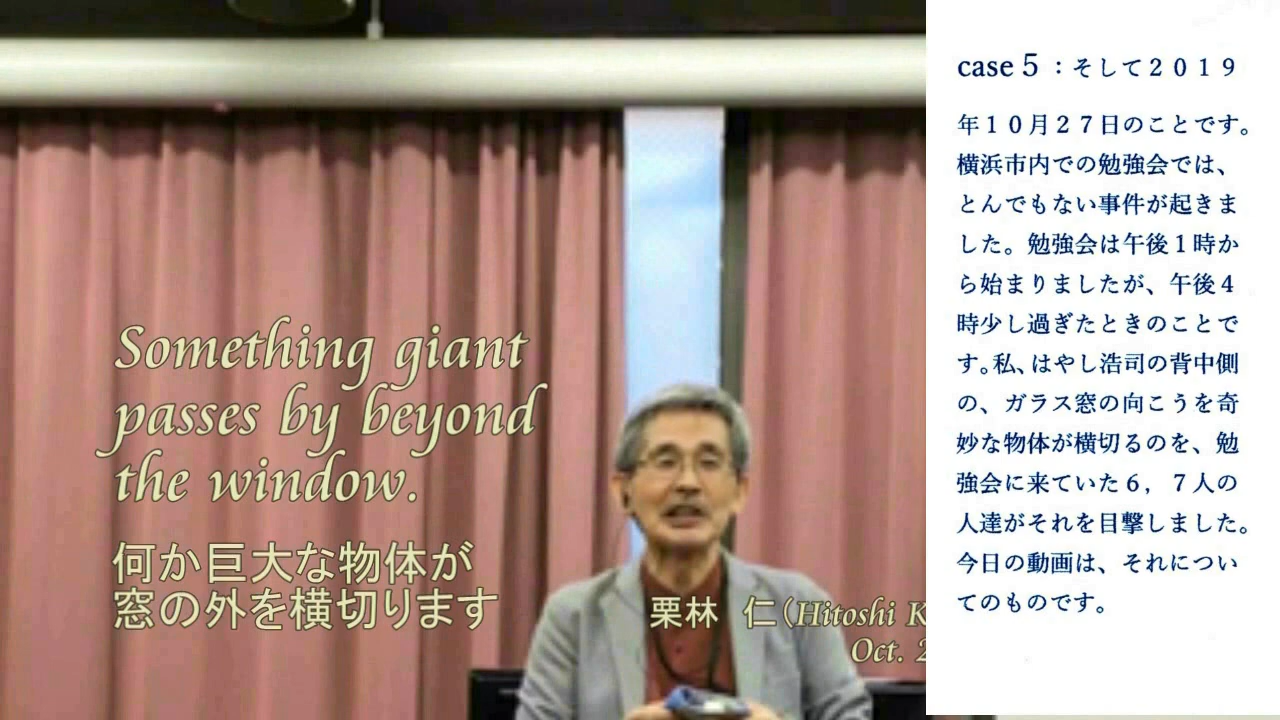 Something giant
passes by beyond
the window.
何か巨大な物体が
窓の外を横切ります
栗林 仁(Hitoshi K
Oct. 2
case５：そして２０１９
年１０月２７日のことです。
横浜市内での勉強会では、
とんでもない事件が起きま
した。勉強会は午後１時か
ら始まりましたが、午後４
時少し過ぎたときのことで
す。私、はやし浩司の背中側
の、ガラス窓の向こうを奇
妙な物体が横切るのを、勉
強会に来ていた６，７人の
人達がそれを目撃しました。
今日の動画は、それについ
てのものです。